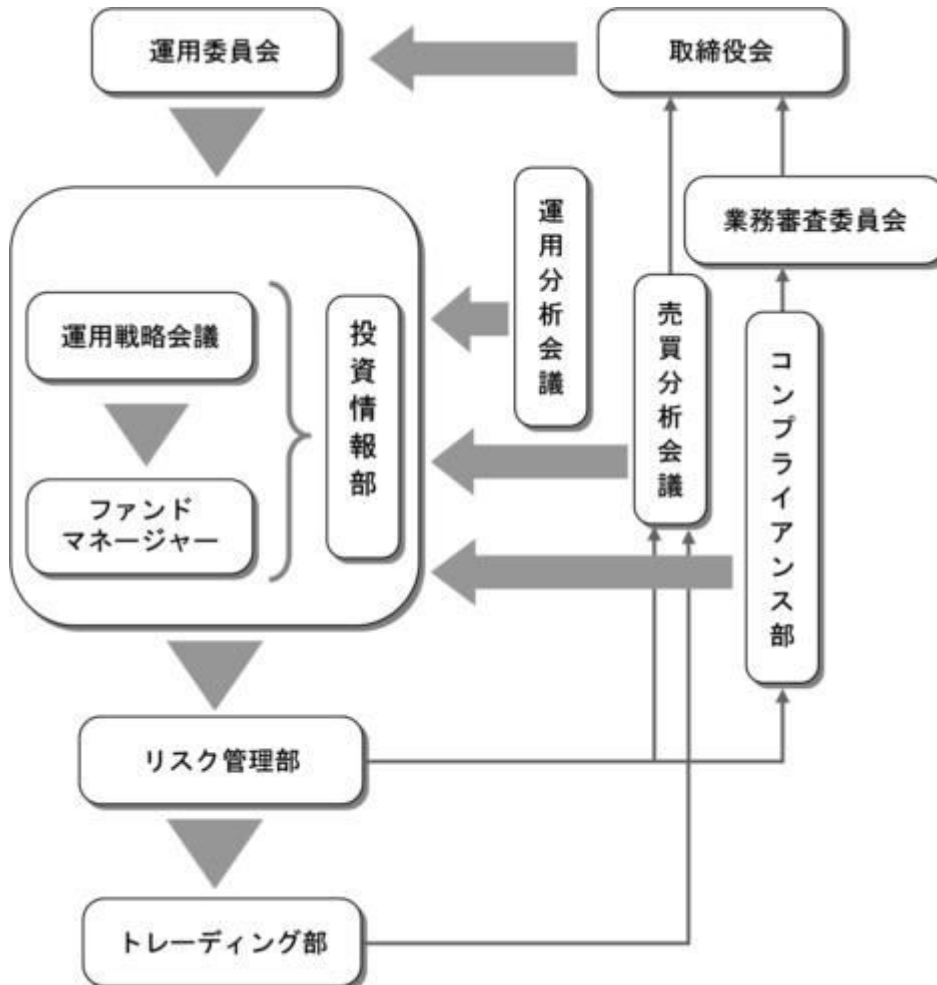 運用委員会
取締役会
運用分析会議
業務審査委員会
運用戦略会議
投資情報部
売買分析会議
コンプライアンス部
ファンド
マネージャー
リスク管理部
トレーディング部